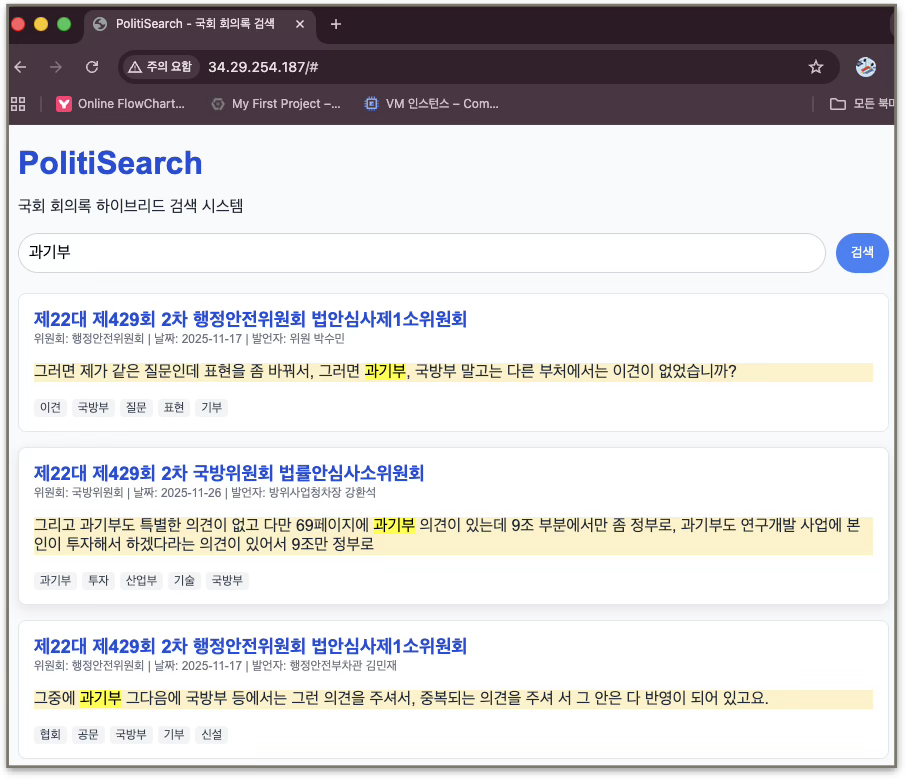 PolitiSearch - 국회 회의록 검색
주의 요함 34.29.254.187/#
Online FlowChart... My First Project –... VM 인스턴스 – Com... 모든 북마
PolitiSearch
국회 회의록 하이브리드 검색 시스템
과기부 검색
제22대 제429회 2차 행정안전위원회 법안심사제1소위원회
위원회: 행정안전위원회 | 날짜: 2025-11-17 | 발언자: 위원 박수민
그러면 제가 같은 질문인데 표현을 좀 바꿔서, 그러면 과기부, 국방부 말고는 다른 부처에서는 이견이 없었습니까?
이견 국방부 질문 표현 기부
제22대 제429회 2차 국방위원회 법률안심사소위원회
위원회: 국방위원회 | 날짜: 2025-11-26 | 발언자: 방위사업청차장 강환석
그리고 과기부도 특별한 의견이 없고 다만 69페이지에 과기부 의견이 있는데 9조 부분에서만 좀 정부로, 과기부도 연구개발 사업에 본
인이 투자해서 하겠다라는 의견이 있어서 9조만 정부로
과기부 투자 산업부 기술 국방부
제22대 제429회 2차 행정안전위원회 법안심사제1소위원회
위원회: 행정안전위원회 | 날짜: 2025-11-17 | 발언자: 행정안전부차관 김민재
그중에 과기부 그다음에 국방부 등에서는 그런 의견을 주셔서, 중복되는 의견을 주셔 서 그 안은 다 반영이 되어 있고요.
협회 공문 국방부 기부 신설